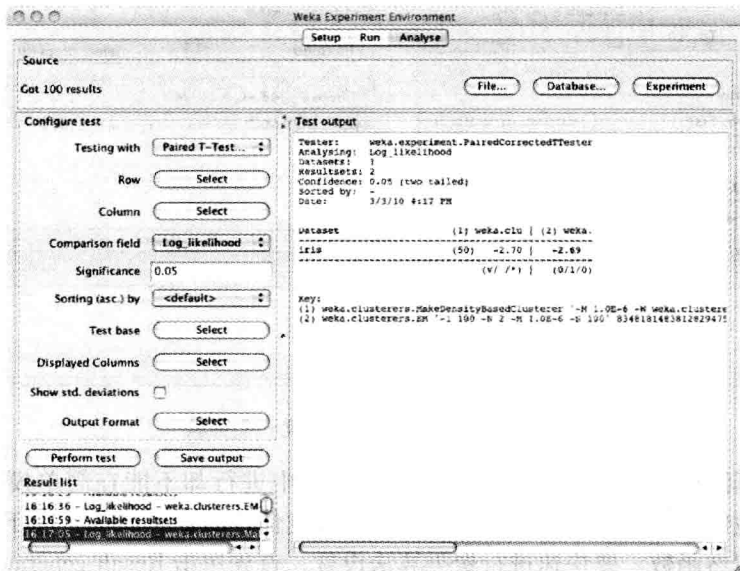 Weka Experiment Environment
Setup Run Analyse
Source
Got 100 results
File... Database... Experiment
Configure test
Testing with Paired T-Test...
Row Select
Column Select
Comparison field Log_likelihood
Significance 0.05
Sorting (asc.) by <default>
Test base Select
Displayed Columns Select
Show std. deviations
Output Format Select
Perform test Save output
Result list
16:16:36 - Log_likelihood - weka.clusterers.EM
16:16:59 - Available resultsets
16:17:05 - Log_likelihood - weka.clusterers.Ma
Test output
Tester: weka.experiment.PairedCorrectedTTester
Analysing: Log_likelihood
Datasets: 1
Resultsets: 2
Confidence: 0.05 (two tailed)
Sorted by: -
Date: 3/3/10 4:17 PM
Dataset (1) weka.clu | (2) weka.
iris (50) -2.70 | -2.69
(v/ /*) | (0/1/0)
Key:
(1) weka.clusterers.MakeDensityBasedClusterer '-M 1.0E-6 -W weka.clustere
(2) weka.clusterers.EM '-I 100 -N 2 -M 1.0E-6 -S 100'